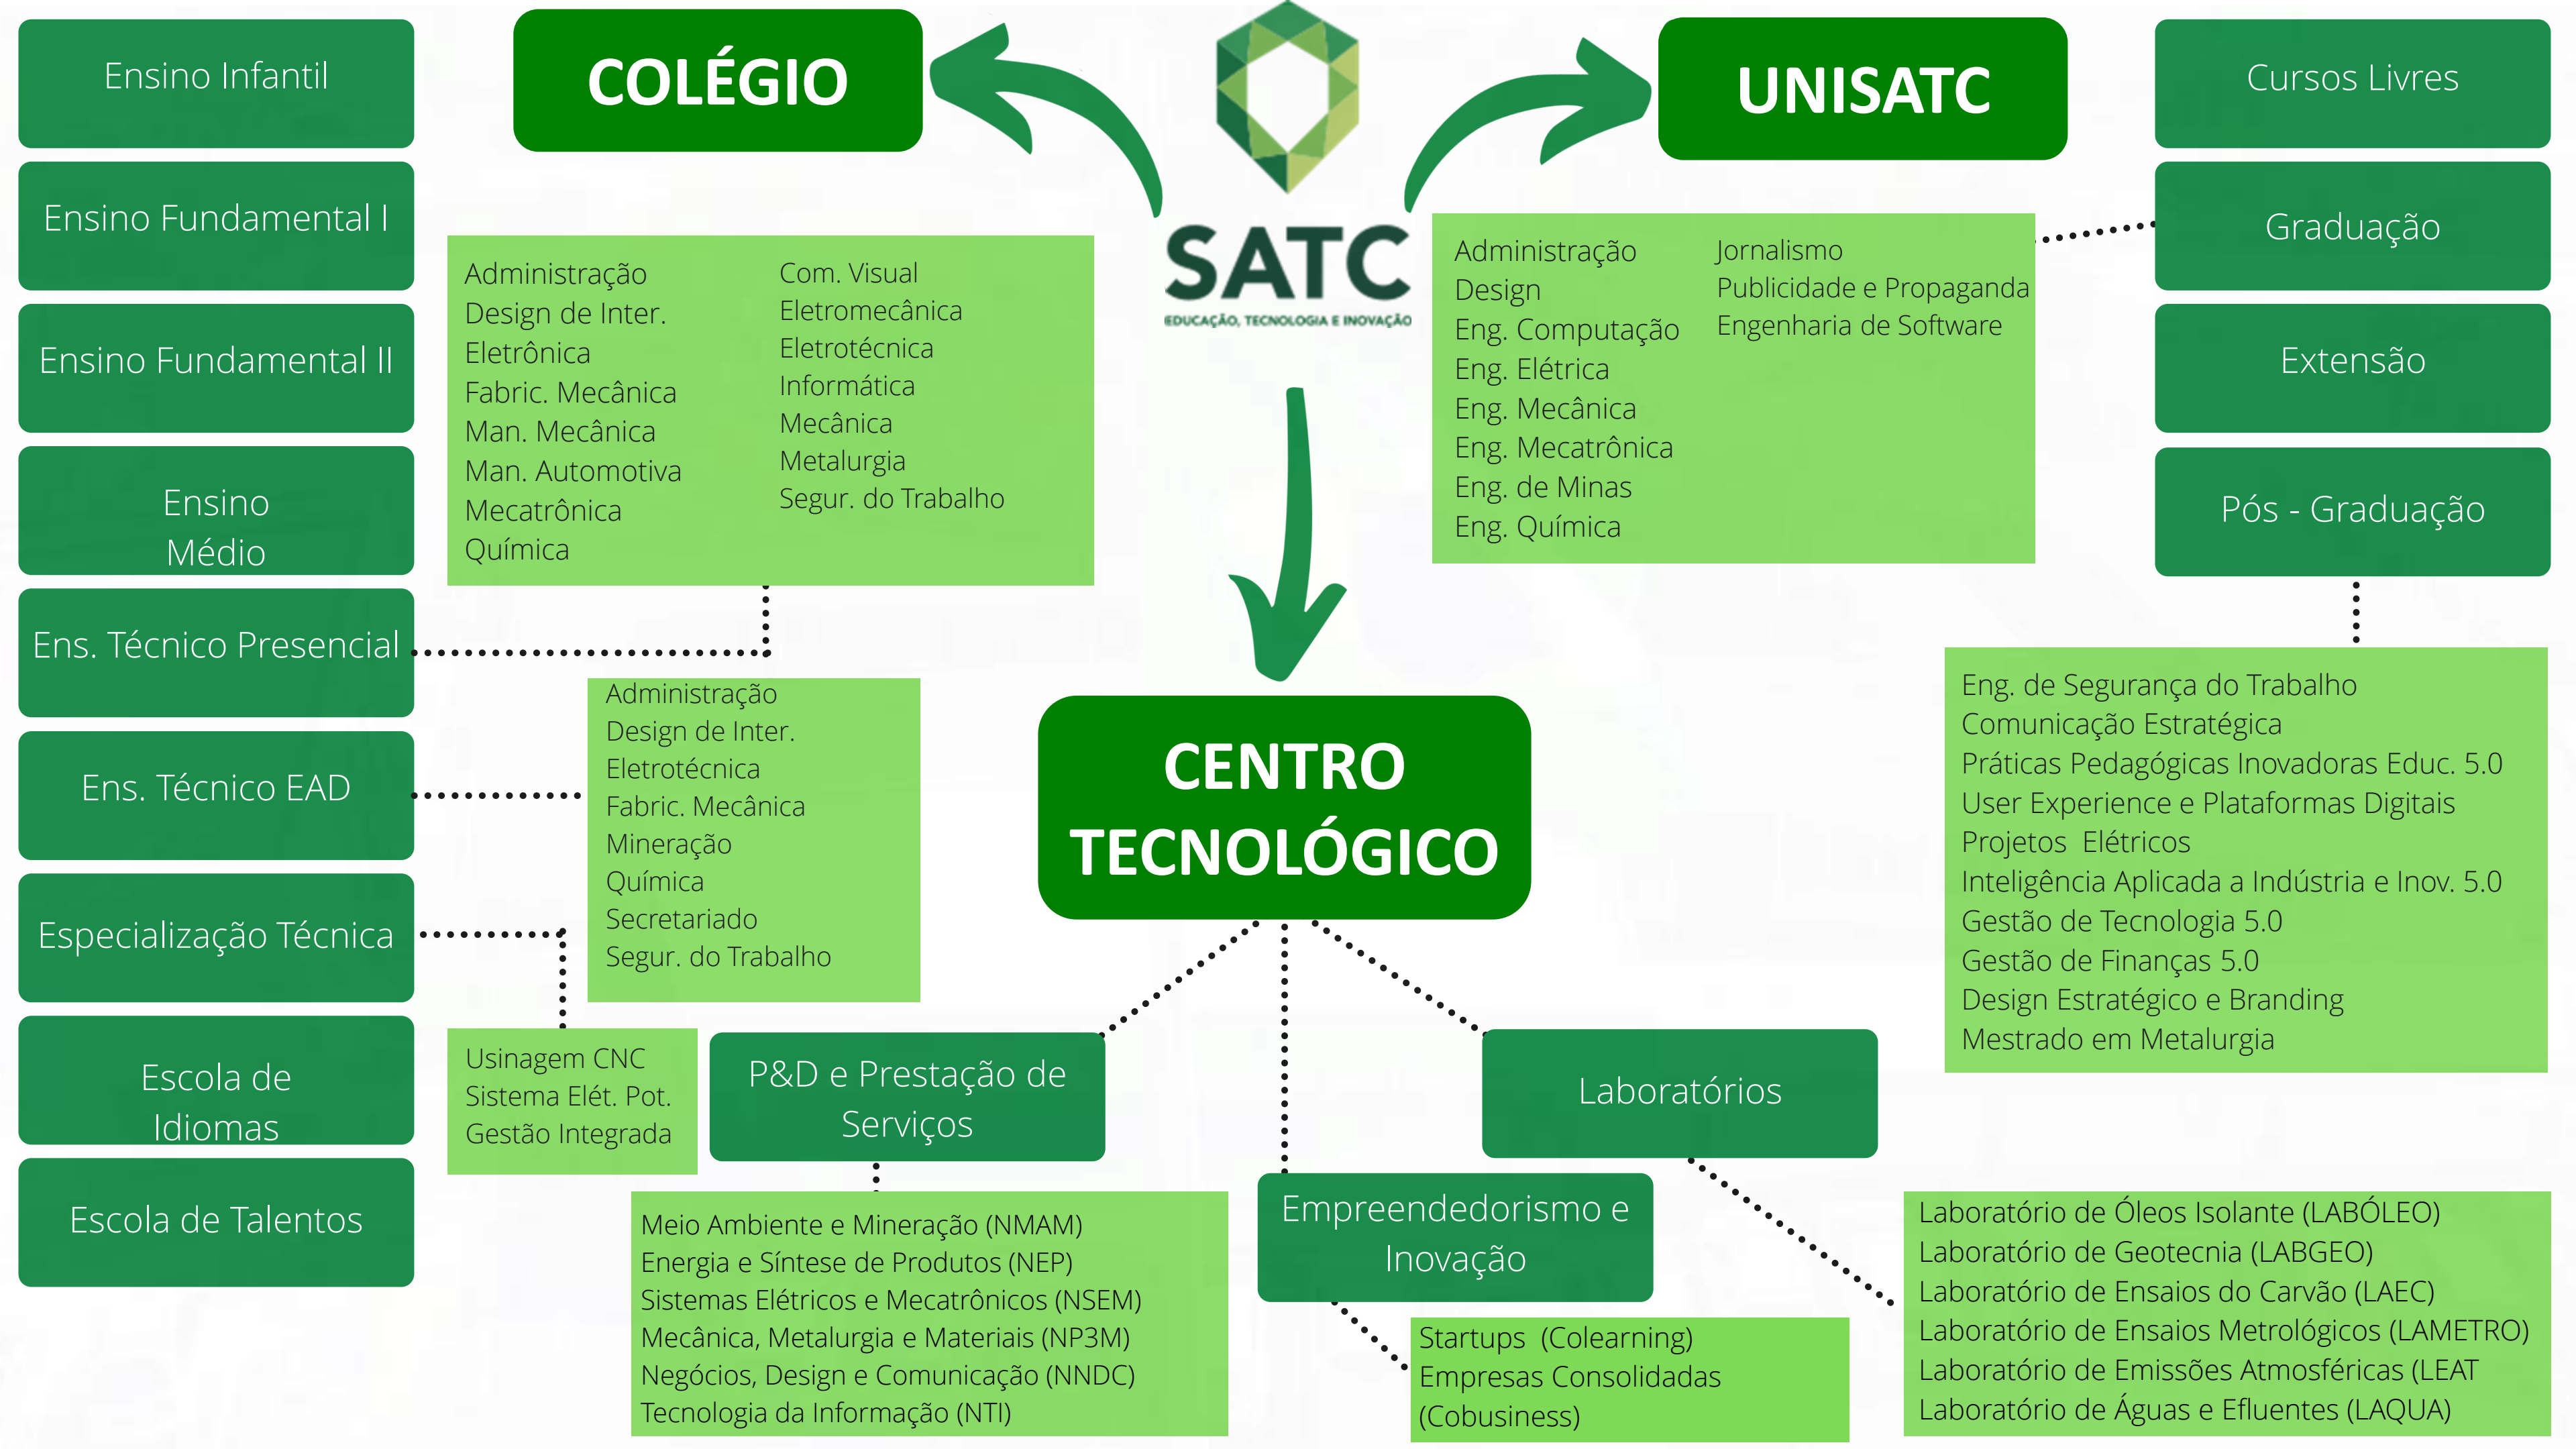 COLÉGIO
SATC
EDUCAÇÃO, TECNOLOGIA E INOVAÇÃO
UNISATC
Ensino Infantil
Ensino Fundamental I
Ensino Fundamental II
Ensino
Médio
Ens. Técnico Presencial
Ens. Técnico EAD
Especialização Técnica
Escola de
Idiomas
Escola de Talentos
Administração
Design de Inter.
Eletrônica
Fabric. Mecânica
Man. Mecânica
Man. Automotiva
Mecatrônica
Química
Com. Visual
Eletromecânica
Eletrotécnica
Informática
Mecânica
Metalurgia
Segur. do Trabalho
Administração
Design de Inter.
Eletrotécnica
Fabric. Mecânica
Mineração
Química
Secretariado
Segur. do Trabalho
Usinagem CNC
Sistema Elét. Pot.
Gestão Integrada
Administração
Design
Eng. Computação
Eng. Elétrica
Eng. Mecânica
Eng. Mecatrônica
Eng. de Minas
Eng. Química
Jornalismo
Publicidade e Propaganda
Engenharia de Software
Cursos Livres
Graduação
Extensão
Pós - Graduação
Eng. de Segurança do Trabalho
Comunicação Estratégica
Práticas Pedagógicas Inovadoras Educ. 5.0
User Experience e Plataformas Digitais
Projetos  Elétricos
Inteligência Aplicada a Indústria e Inov. 5.0
Gestão de Tecnologia 5.0
Gestão de Finanças 5.0
Design Estratégico e Branding
Mestrado em Metalurgia
CENTRO
TECNOLÓGICO
P&D e Prestação de
Serviços
Meio Ambiente e Mineração (NMAM)
Energia e Síntese de Produtos (NEP)
Sistemas Elétricos e Mecatrônicos (NSEM)
Mecânica, Metalurgia e Materiais (NP3M)
Negócios, Design e Comunicação (NNDC)
Tecnologia da Informação (NTI)
Empreendedorismo e
Inovação
Startups  (Colearning)
Empresas Consolidadas
(Cobusiness)
Laboratórios
Laboratório de Óleos Isolante (LABÓLEO)
Laboratório de Geotecnia (LABGEO)
Laboratório de Ensaios do Carvão (LAEC)
Laboratório de Ensaios Metrológicos (LAMETRO)
Laboratório de Emissões Atmosféricas (LEAT
Laboratório de Águas e Efluentes (LAQUA)